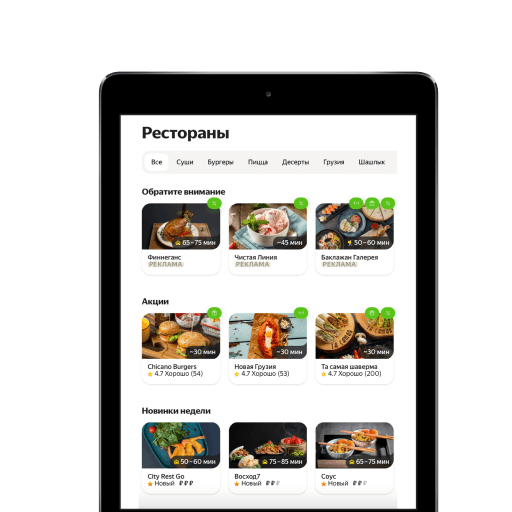 Рестораны
Все Суши Бургеры Пицца Десерты Грузия Шашлык
Обратите внимание
65–75 мин ~45 мин 50–60 мин
Финнеганс Чистая Линия Баклажан Галерея
РЕКЛАМА РЕКЛАМА РЕКЛАМА
Акции
~30 мин ~30 мин ~30 мин
Chicano Burgers Новая Грузия Та самая шаверма
4.7 Хорошо (54) 4.7 Хорошо (53) 4.7 Хорошо (200)
Новинки недели
50–60 мин 75–85 мин 65–75 мин
City Rest Go Восход7 Соус
Новый ₽₽₽ Новый ₽₽₽ Новый ₽₽₽